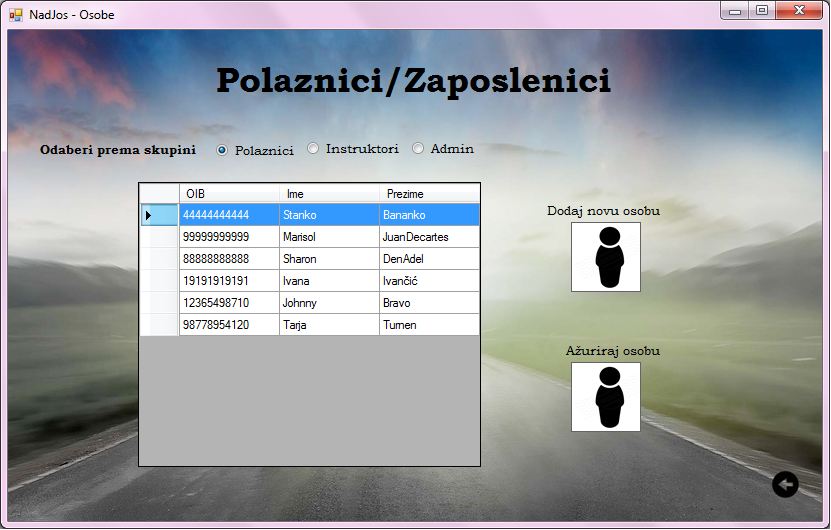 NadJos - Osobe
Polaznici/Zaposlenici
Odaberi prema skupini Polaznici Instruktori Admin
OIB Ime Prezime
44444444444 Stanko Bananko
99999999999 Marisol JuanDecartes
88888888888 Sharon DenAdel
19191919191 Ivana Ivančić
12365498710 Johnny Bravo
98778954120 Tarja Turnen
Dodaj novu osobu
Ažuriraj osobu